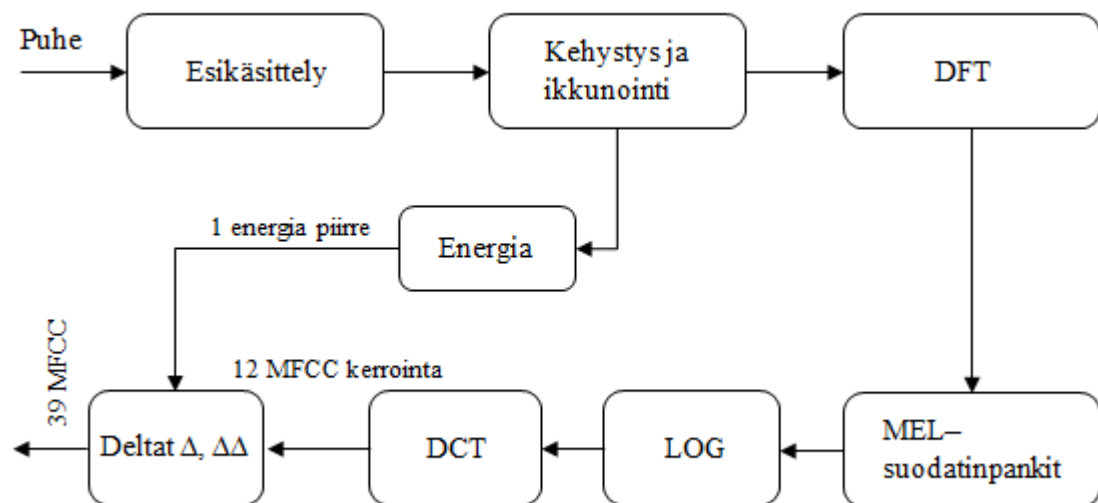 Puhe
Esikäsittely
Kehystys ja
ikkunointi
DFT
1 energia piirre
Energia
39 MFCC
12 MFCC kerrointa
Deltat Δ, ΔΔ
DCT
LOG
MEL–
suodatinpankit